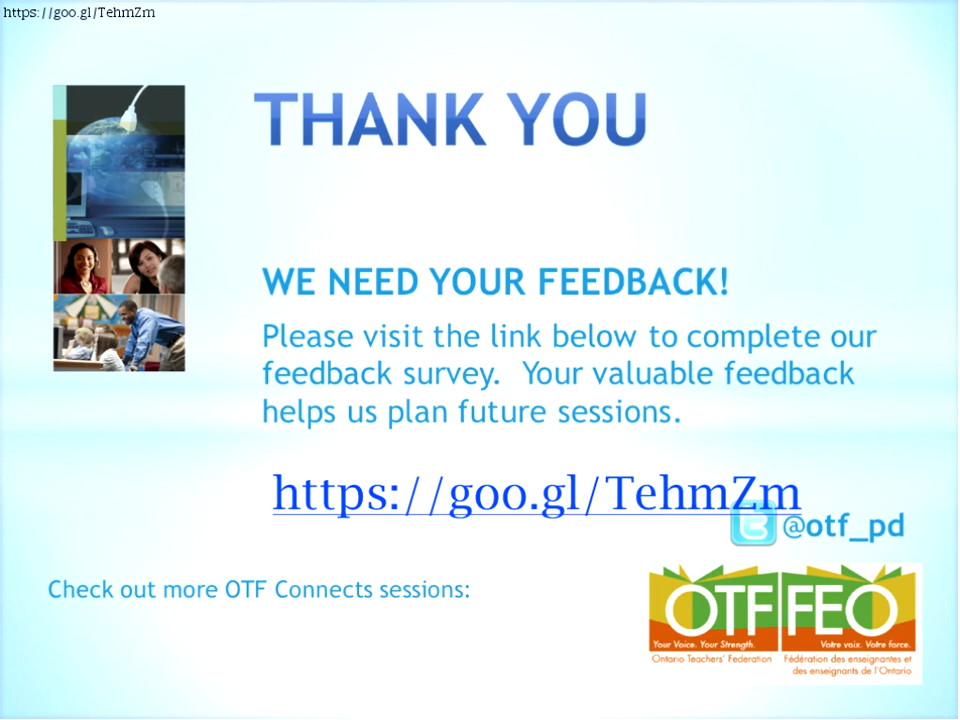 https://goo.gl/TehmZm
THANK YOU
WE NEED YOUR FEEDBACK!
Please visit the link below to complete our
feedback survey.  Your valuable feedback
helps us plan future sessions.
https://goo.gl/TehmZm
@otf_pd
Check out more OTF Connects sessions:
OTF FEO
Your Voice. Your Strength. Votre voix. Votre force.
Ontario Teachers' Federation
Fédération des enseignantes et
des enseignants de l'Ontario